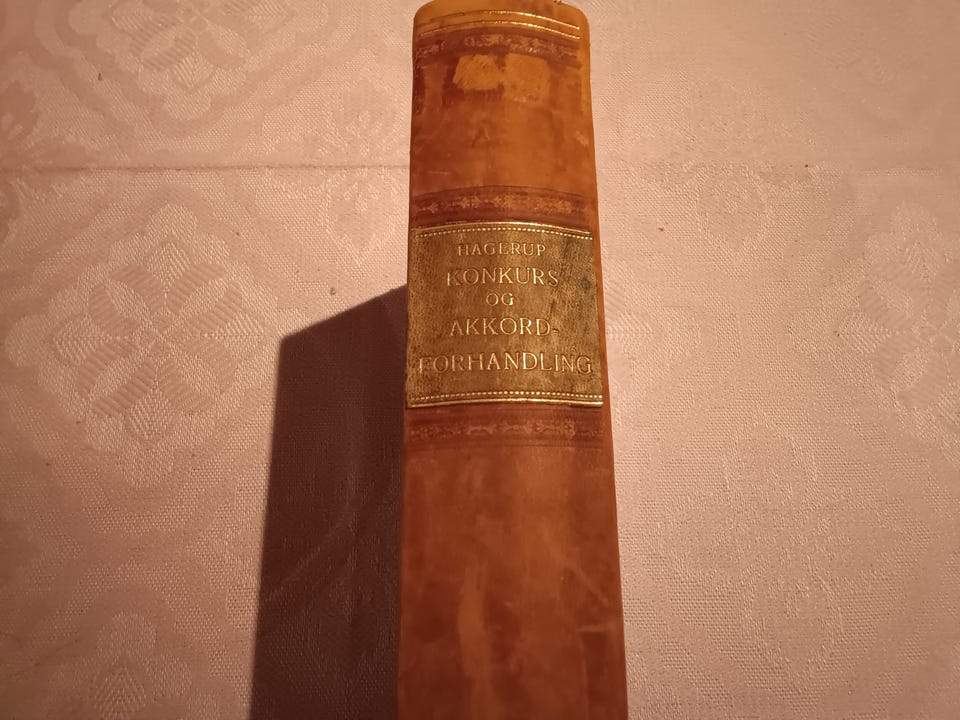 HAGERUP
KONKURS
OG
AKKORD-
FORHANDLING